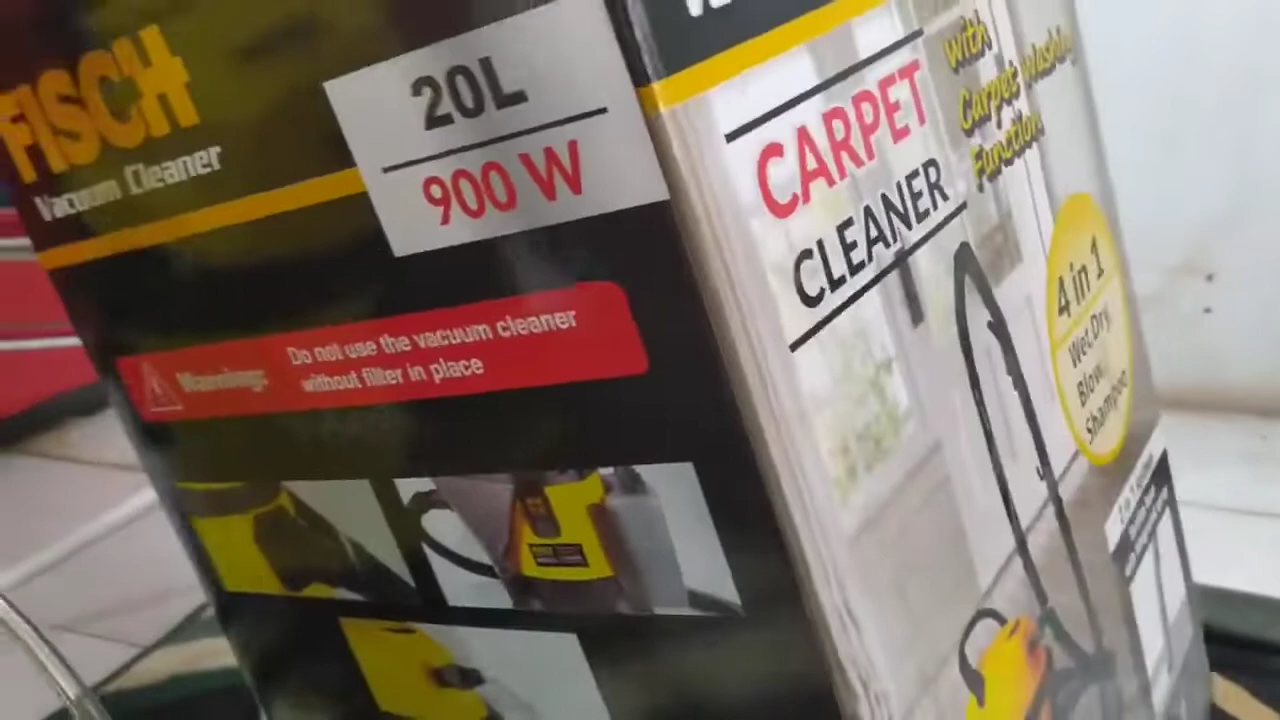 FISCH
Vacuum Cleaner
20L
900 W
Warning:
Do not use the vacuum cleaner
without filter in place
CARPET
CLEANER
with
Carpet Washing
Function
4 in 1
Wet Dry
Blow
Shampoo